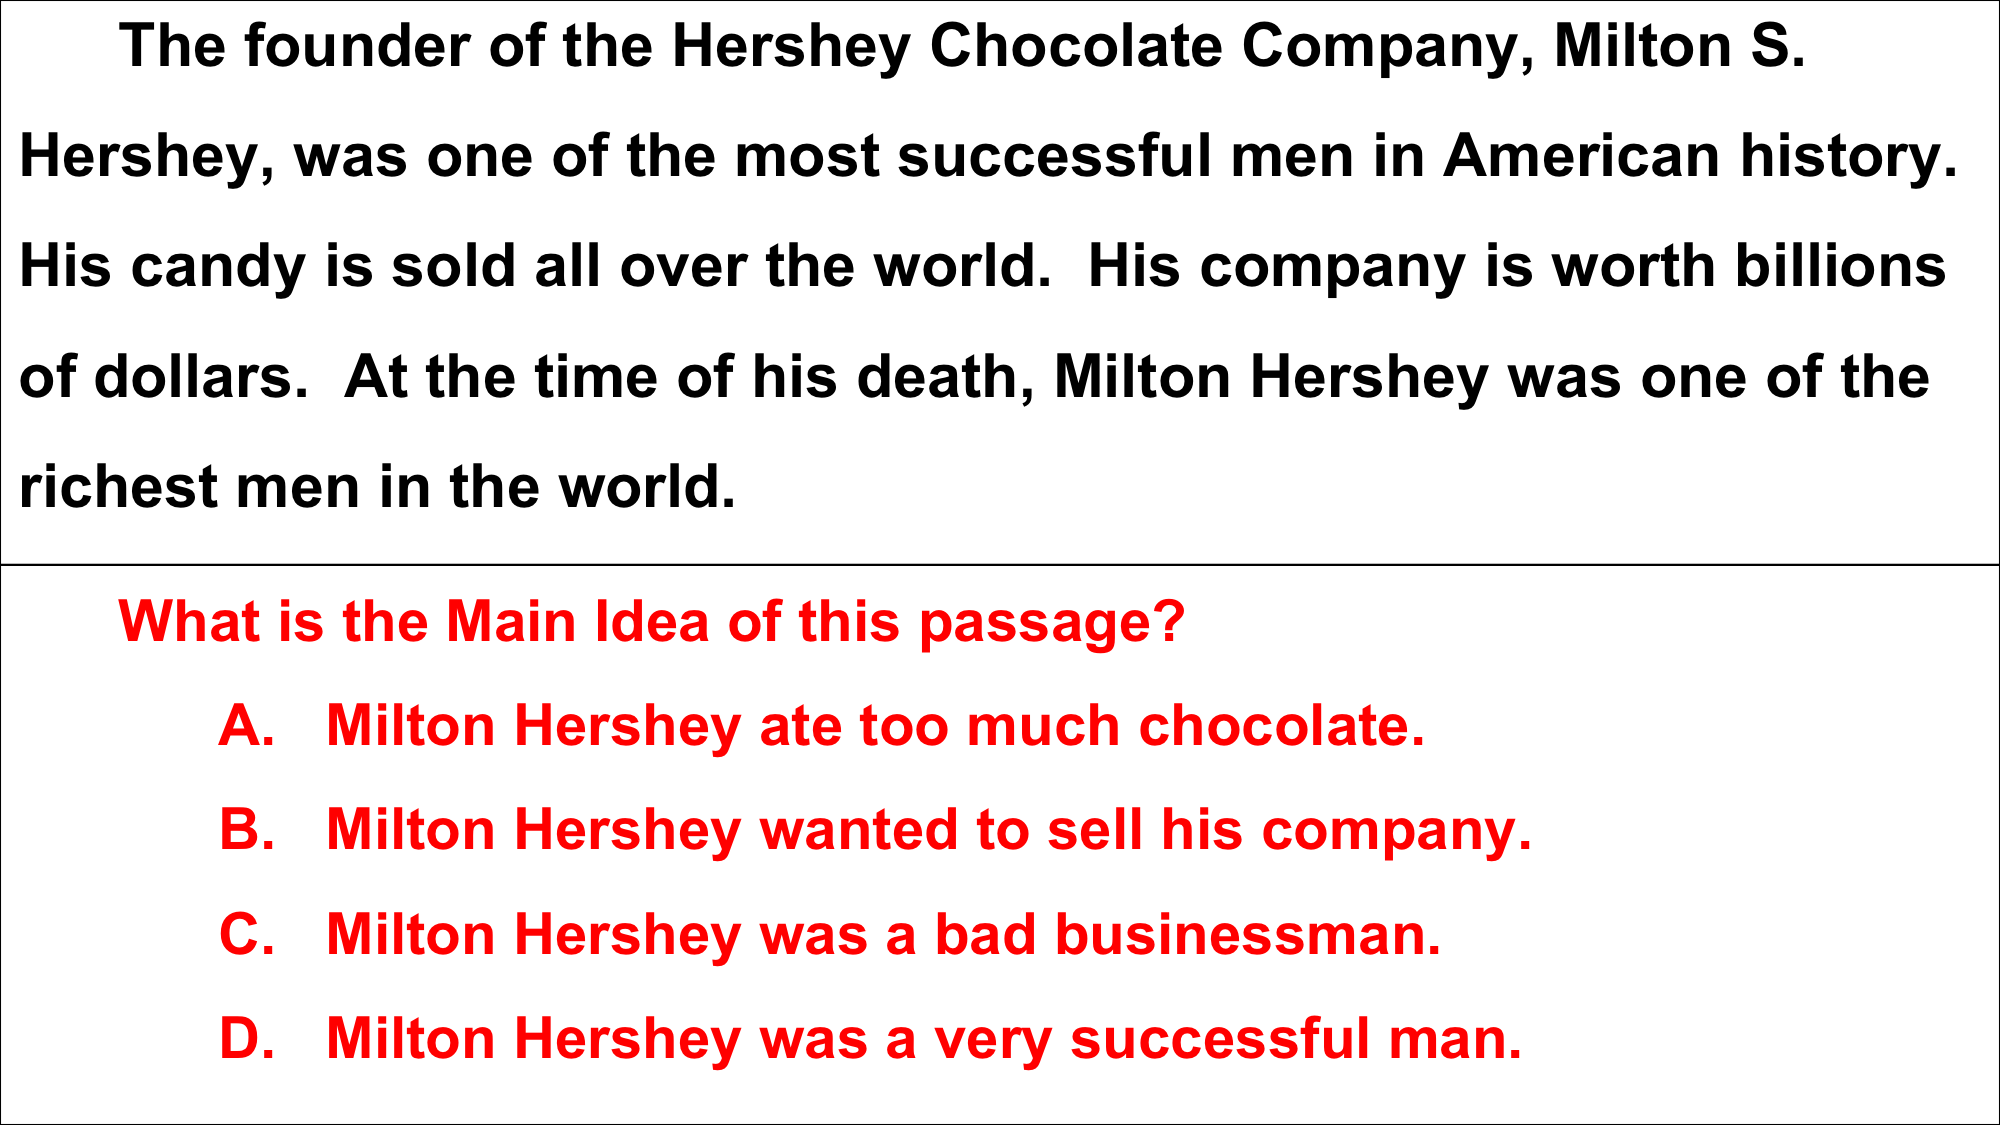 The founder of the Hershey Chocolate Company, Milton S.
Hershey, was one of the most successful men in American history.
His candy is sold all over the world.  His company is worth billions
of dollars.  At the time of his death, Milton Hershey was one of the
richest men in the world.
What is the Main Idea of this passage?
A. Milton Hershey ate too much chocolate.
B. Milton Hershey wanted to sell his company.
C. Milton Hershey was a bad businessman.
D. Milton Hershey was a very successful man.